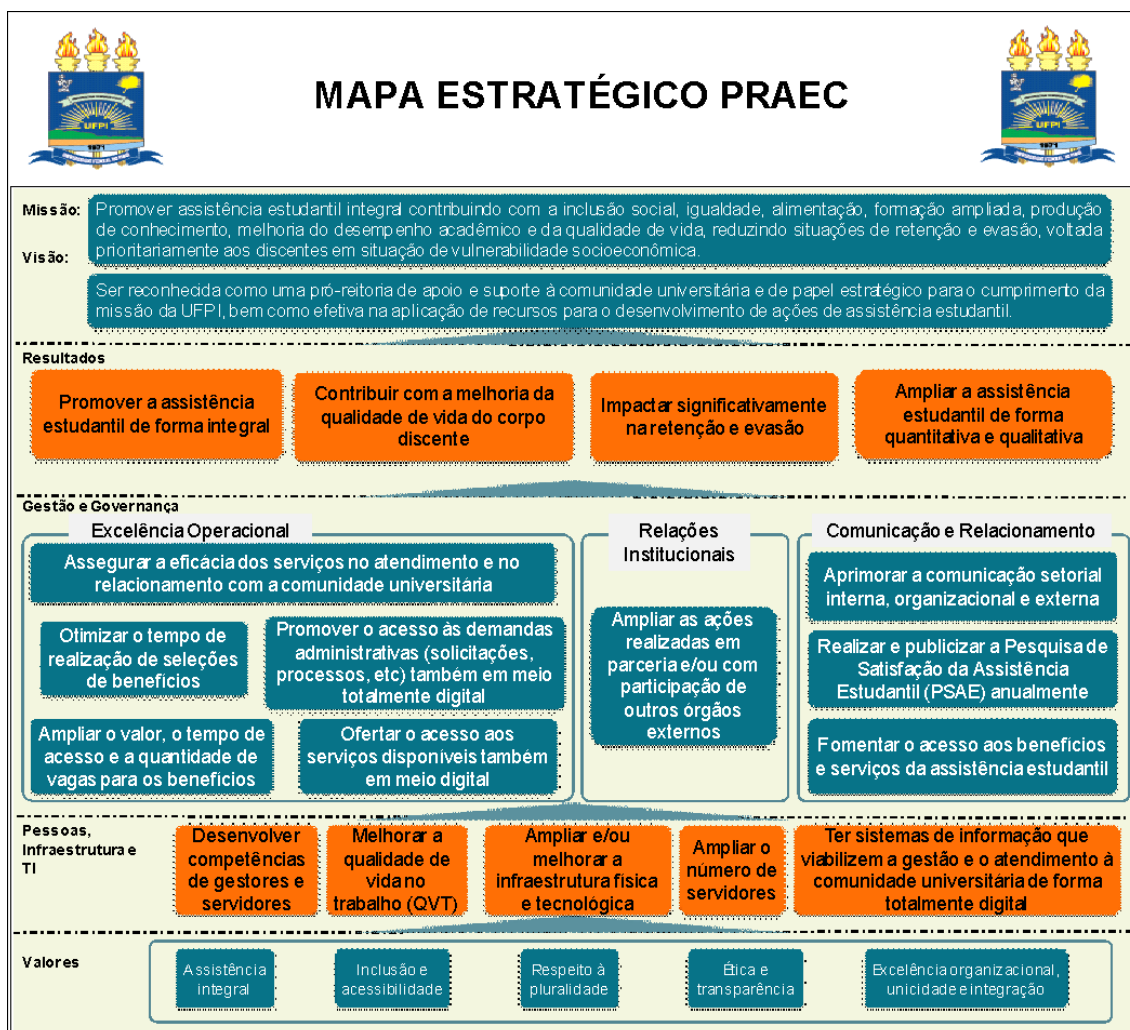 MAPA ESTRATÉGICO PRAEC
UFPI
1971
UFPI
1971
Missão:
Promover assistência estudantil integral contribuindo com a inclusão social, igualdade, alimentação, formação ampliada, produção
de conhecimento, melhoria do desempenho acadêmico e da qualidade de vida, reduzindo situações de retenção e evasão, voltada
prioritariamente aos discentes em situação de vulnerabilidade socioeconômica.
Visão:
Ser reconhecida como uma pró-reitoria de apoio e suporte à comunidade universitária e de papel estratégico para o cumprimento da
missão da UFPI, bem como efetiva na aplicação de recursos para o desenvolvimento de ações de assistência estudantil.
Resultados
Promover a assistência
estudantil de forma integral
Contribuir com a melhoria da
qualidade de vida do corpo
discente
Impactar significativamente
na retenção e evasão
Ampliar a assistência
estudantil de forma
quantitativa e qualitativa
Gestão e Governança
Excelência Operacional
Assegurar a eficácia dos serviços no atendimento e no
relacionamento com a comunidade universitária
Otimizar o tempo de
realização de seleções
de benefícios
Promover o acesso às demandas
administrativas (solicitações,
processos, etc) também em meio
totalmente digital
Ampliar o valor, o tempo de
acesso e a quantidade de
vagas para os benefícios
Ofertar o acesso aos
serviços disponíveis também
em meio digital
Relações
Institucionais
Ampliar as ações
realizadas em
parceria e/ou com
participação de
outros órgãos
externos
Comunicação e Relacionamento
Aprimorar a comunicação setorial
interna, organizacional e externa
Realizar e publicizar a Pesquisa de
Satisfação da Assistência
Estudantil (PSAE) anualmente
Fomentar o acesso aos benefícios
e serviços da assistência estudantil
Pessoas,
Infraestrutura e
TI
Desenvolver
competências
de gestores e
servidores
Melhorar a
qualidade de
vida no
trabalho (QVT)
Ampliar e/ou
melhorar a
infraestrutura física
e tecnológica
Ampliar o
número de
servidores
Ter sistemas de informação que
viabilizem a gestão e o atendimento à
comunidade universitária de forma
totalmente digital
Valores
Assistência
integral
Inclusão e
acessibilidade
Respeito à
pluralidade
Ética e
transparência
Excelência organizacional,
unicidade e integração